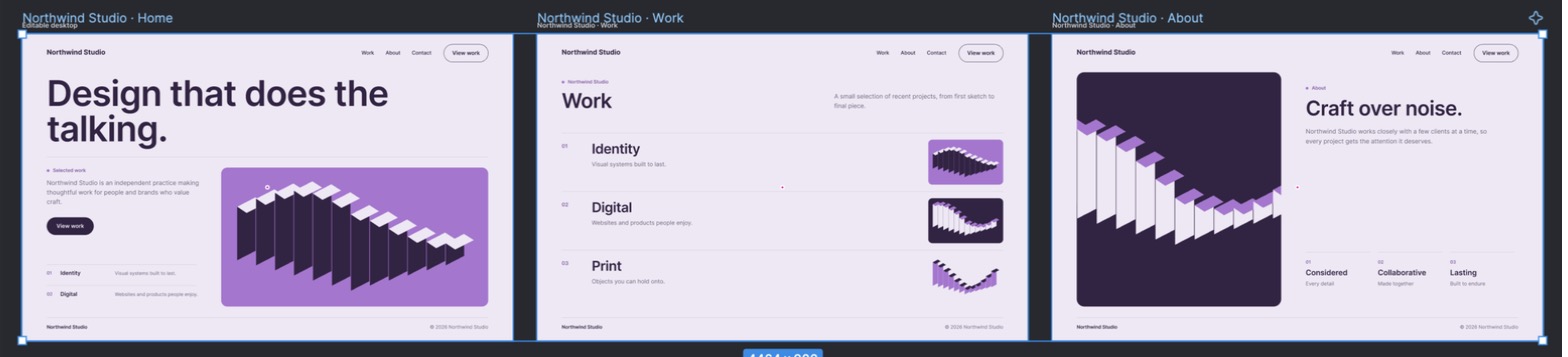 Northwind Studio · Home
Editable desktop
Northwind Studio
Work About Contact View work
Design that does the
talking.
Selected work
Northwind Studio is an independent practice making
thoughtful work for people and brands who value
craft.
View work
01 Identity Visual systems built to last.
02 Digital Websites and products people enjoy.
Northwind Studio © 2026 Northwind Studio
Northwind Studio · Work
Northwind Studio · Work
Northwind Studio
Work About Contact View work
Northwind Studio
Work
A small selection of recent projects, from first sketch to
final piece.
01 Identity
Visual systems built to last.
02 Digital
Websites and products people enjoy.
03 Print
Objects you can hold onto.
Northwind Studio © 2026 Northwind Studio
Northwind Studio · About
Northwind Studio · About
Northwind Studio
Work About Contact View work
About
Craft over noise.
Northwind Studio works closely with a few clients at a time, so
every project gets the attention it deserves.
01 02 03
Considered Collaborative Lasting
Every detail Made together Built to endure
Northwind Studio © 2026 Northwind Studio